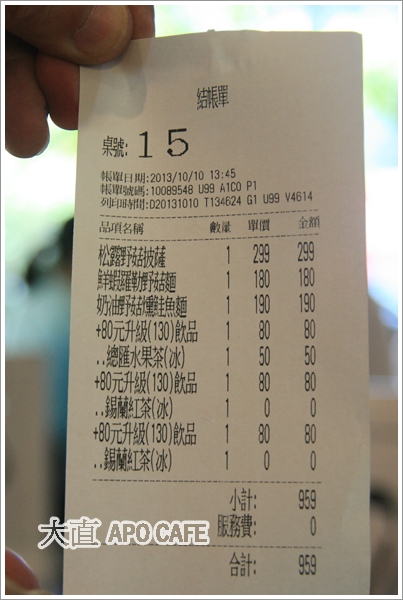 結帳單
桌號: 15
帳單日期:2013/10/10 13:45
帳單號碼:10089548 U99 A1C0 P1
列印時間:D20131010 T134624 G1 U99 V4614
品項名稱 數量 單價 金額
松露野菇披薩 1 299 299
鮮蝦羅勒野菇麵 1 180 180
奶油野菇燻鮭魚麵 1 190 190
+80元升級(130)飲品 1 80 80
..總匯水果茶(冰) 1 50 50
+80元升級(130)飲品 1 80 80
..錫蘭紅茶(冰) 1 0 0
+80元升級(130)飲品 1 80 80
..錫蘭紅茶(冰) 1 0 0
小計: 959
服務費: 0
合計: 959
大直 APO CAFE